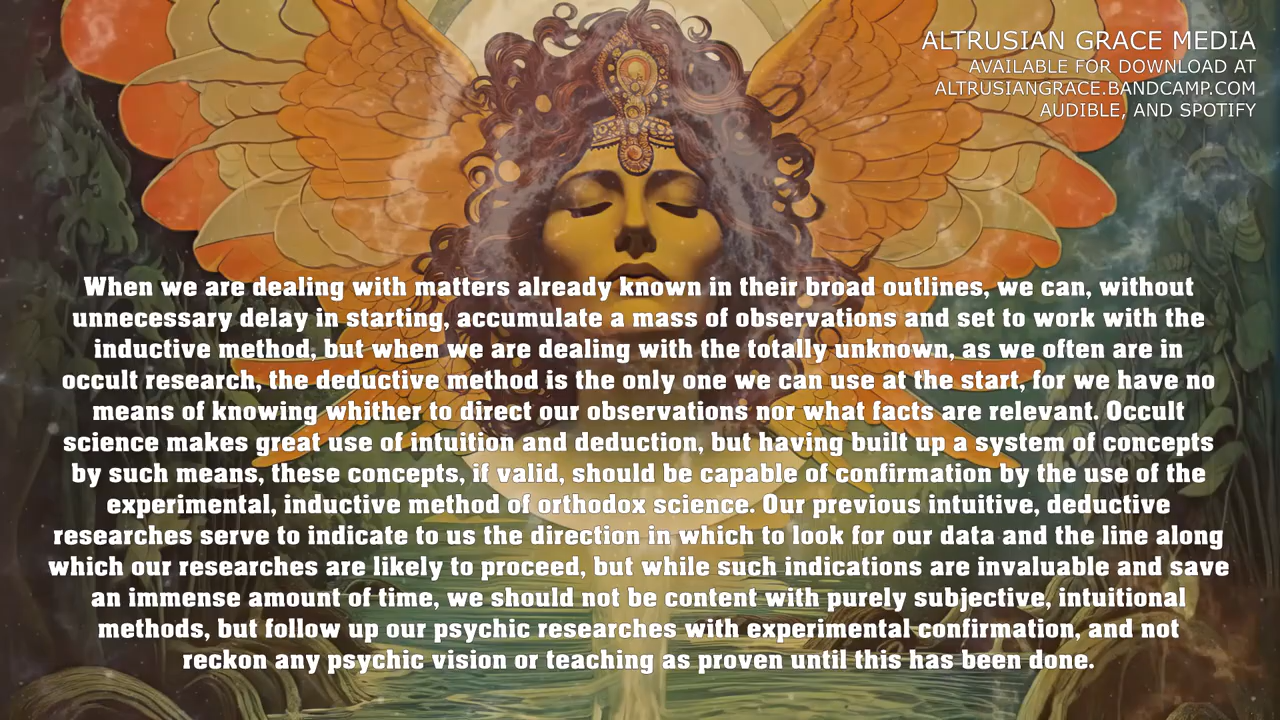 ALTRUSIAN GRACE MEDIA
AVAILABLE FOR DOWNLOAD AT
ALTRUSIANGRACE.BANDCAMP.COM
AUDIBLE, AND SPOTIFY
When we are dealing with matters already known in their broad outlines, we can, without
unnecessary delay in starting, accumulate a mass of observations and set to work with the
inductive method, but when we are dealing with the totally unknown, as we often are in
occult research, the deductive method is the only one we can use at the start, for we have no
means of knowing whither to direct our observations nor what facts are relevant. Occult
science makes great use of intuition and deduction, but having built up a system of concepts
by such means, these concepts, if valid, should be capable of confirmation by the use of the
experimental, inductive method of orthodox science. Our previous intuitive, deductive
researches serve to indicate to us the direction in which to look for our data and the line along
which our researches are likely to proceed, but while such indications are invaluable and save
an immense amount of time, we should not be content with purely subjective, intuitional
methods, but follow up our psychic researches with experimental confirmation, and not
reckon any psychic vision or teaching as proven until this has been done.